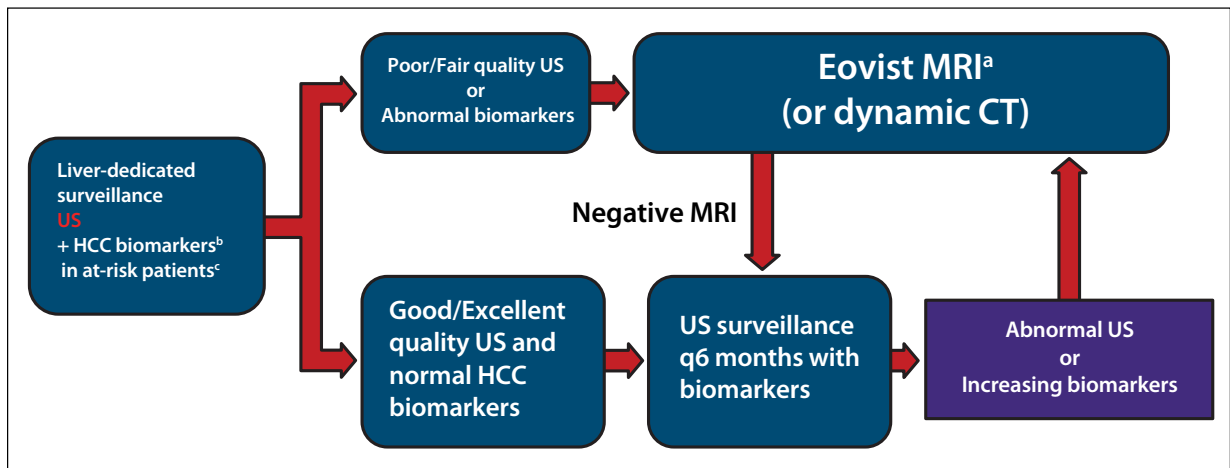 Liver-dedicated
surveillance
US
+ HCC biomarkersᵇ
in at-risk patientsᶜ
Poor/Fair quality US
or
Abnormal biomarkers
Eovist MRIᵃ
(or dynamic CT)
Negative MRI
Good/Excellent
quality US and
normal HCC
biomarkers
US surveillance
q6 months with
biomarkers
Abnormal US
or
Increasing biomarkers